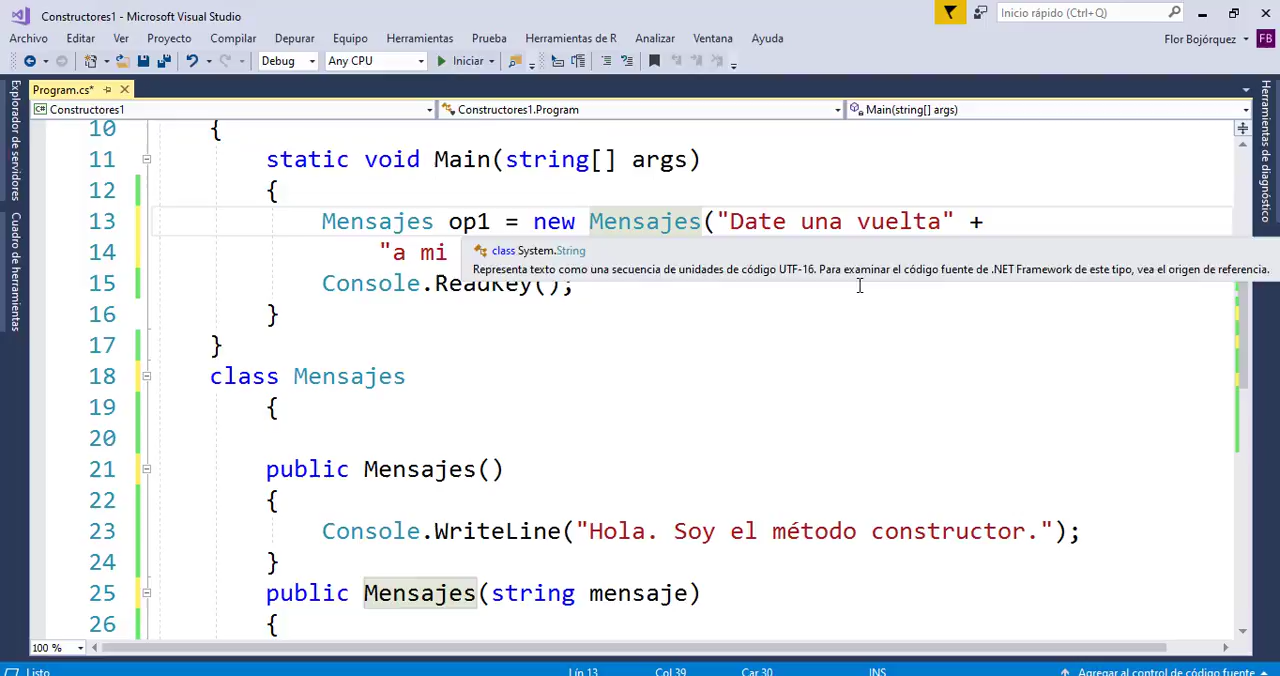 Constructores1 - Microsoft Visual Studio
Inicio rápido (Ctrl+Q)
Archivo Editar Ver Proyecto Compilar Depurar Equipo Herramientas Prueba Herramientas de R Analizar Ventana Ayuda
Flor Bojórquez FB
Debug Any CPU Iniciar
Program.cs*
Constructores1 Constructores1.Program Main(string[] args)
Explorador de servidores
Cuadro de herramientas
Herramientas de diagnóstico
10 {
11 static void Main(string[] args)
12 {
13 Mensajes op1 = new Mensajes("Date una vuelta" +
14 "a mi
class System.String
Representa texto como una secuencia de unidades de código UTF-16. Para examinar el código fuente de .NET Framework de este tipo, vea el origen de referencia.
15 Console.ReadKey();
16 }
17 }
18 class Mensajes
19 {
20
21 public Mensajes()
22 {
23 Console.WriteLine("Hola. Soy el método constructor.");
24 }
25 public Mensajes(string mensaje)
26 {
100 %
Listo Lín 13 Col 39 Car 30 INS Agregar al control de código fuente